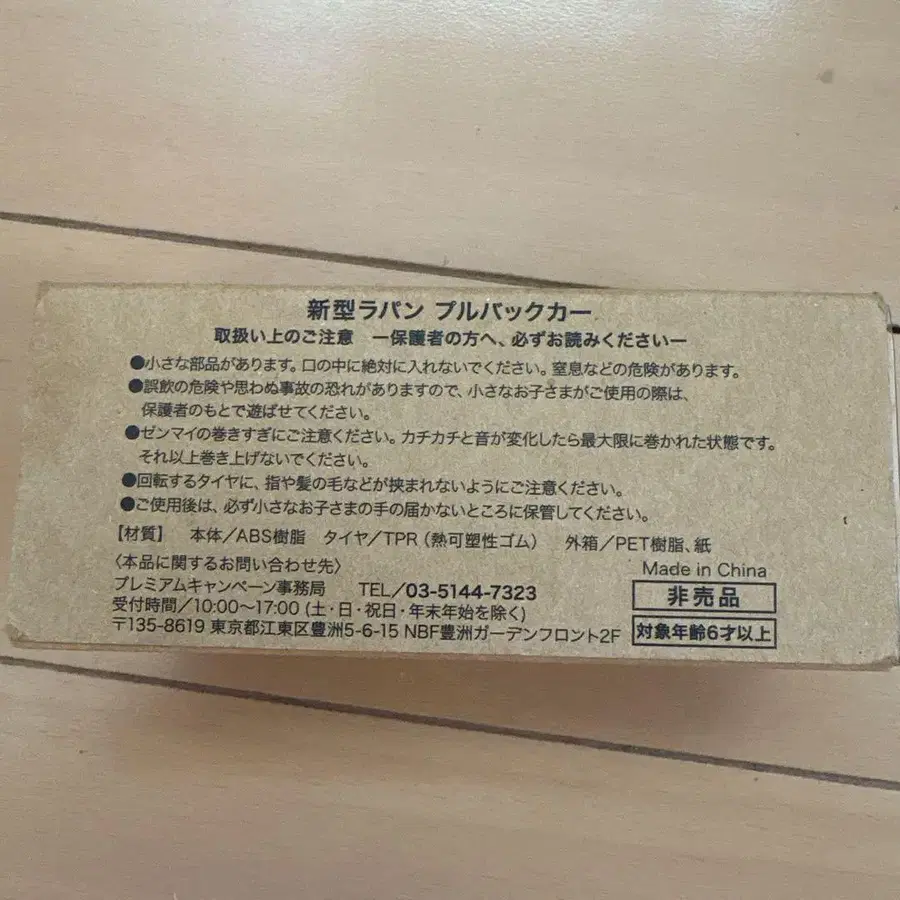 新型ラパン プルバックカー
取扱い上のご注意　ー保護者の方へ、必ずお読みくださいー
●小さな部品があります。口の中に絶対に入れないでください。窒息などの危険があります。
●誤飲の危険や思わぬ事故の恐れがありますので、小さなお子さまがご使用の際は、
保護者のもとで遊ばせてください。
●ゼンマイの巻きすぎにご注意ください。カチカチと音が変化したら最大限に巻かれた状態です。
それ以上巻き上げないでください。
●回転するタイヤに、指や髪の毛などが挟まれないようにご注意ください。
●ご使用後は、必ず小さなお子さまの手の届かないところに保管してください。
【材質】　本体／ABS樹脂　タイヤ／TPR（熱可塑性ゴム）　外箱／PET樹脂、紙
〈本品に関するお問い合わせ先〉
Made in China
プレミアムキャンペーン事務局　TEL／03-5144-7323
非売品
受付時間／10:00〜17:00（土・日・祝日・年末年始を除く）
〒135-8619 東京都江東区豊洲5-6-15 NBF豊洲ガーデンフロント2F
対象年齢6才以上